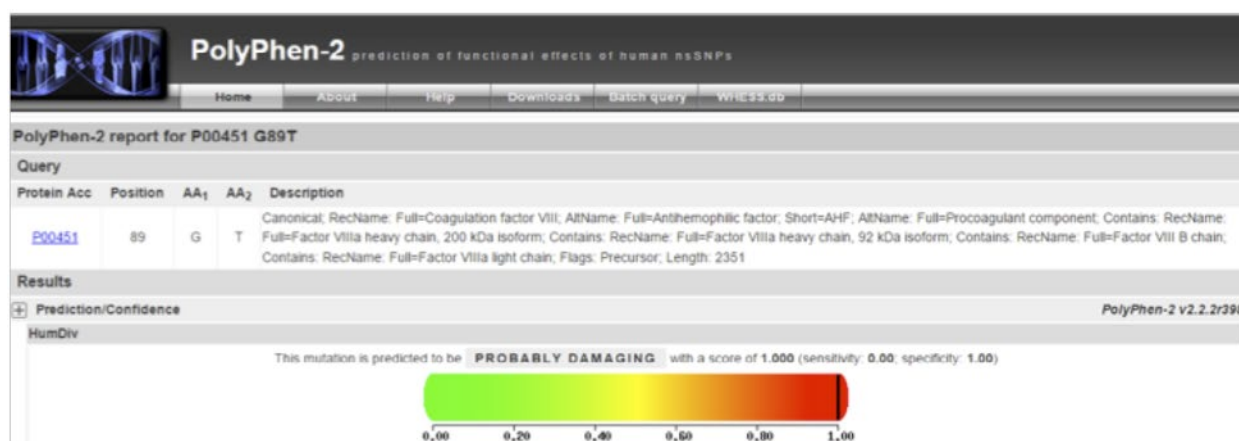 PolyPhen-2 prediction of functional effects of human nsSNPs
Home About Help Downloads Batch query WHESS.db
PolyPhen-2 report for P00451 G89T
Query
Protein Acc Position AA₁ AA₂ Description
Canonical; RecName: Full=Coagulation factor VIII; AltName: Full=Antihemophilic factor; Short=AHF; AltName: Full=Procoagulant component; Contains: RecName:
P00451 89 G T Full=Factor VIIIa heavy chain, 200 kDa isoform; Contains: RecName: Full=Factor VIIIa heavy chain, 92 kDa isoform; Contains: RecName: Full=Factor VIII B chain;
Contains: RecName: Full=Factor VIIIa light chain; Flags: Precursor; Length: 2351
Results
Prediction/Confidence PolyPhen-2 v2.2.2r398
HumDiv
This mutation is predicted to be PROBABLY DAMAGING with a score of 1.000 (sensitivity: 0.00; specificity: 1.00)
0.00 0.20 0.40 0.60 0.80 1.00